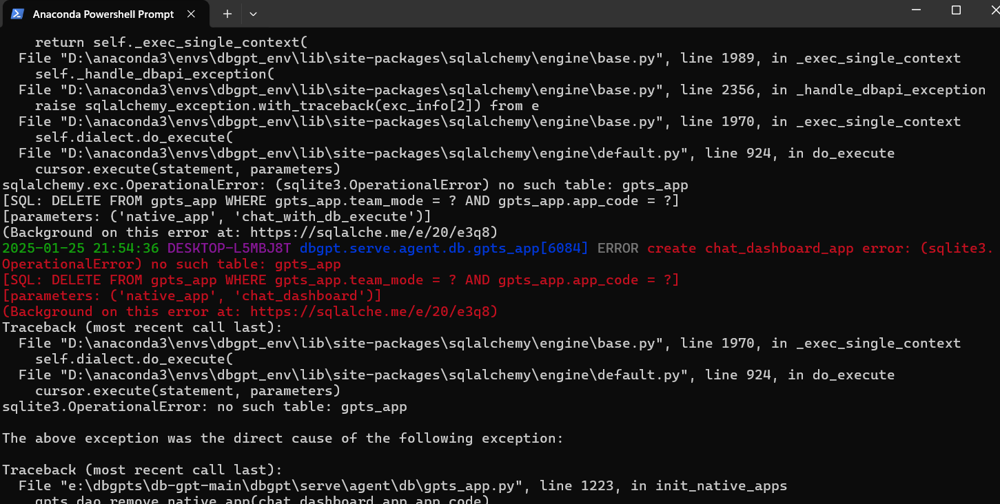 Anaconda Powershell Prompt
return self._exec_single_context(
File "D:\anaconda3\envs\dbgpt_env\lib\site-packages\sqlalchemy\engine\base.py", line 1989, in _exec_single_context
self._handle_dbapi_exception(
File "D:\anaconda3\envs\dbgpt_env\lib\site-packages\sqlalchemy\engine\base.py", line 2356, in _handle_dbapi_exception
raise sqlalchemy_exception.with_traceback(exc_info[2]) from e
File "D:\anaconda3\envs\dbgpt_env\lib\site-packages\sqlalchemy\engine\base.py", line 1970, in _exec_single_context
self.dialect.do_execute(
File "D:\anaconda3\envs\dbgpt_env\lib\site-packages\sqlalchemy\engine\default.py", line 924, in do_execute
cursor.execute(statement, parameters)
sqlalchemy.exc.OperationalError: (sqlite3.OperationalError) no such table: gpts_app
[SQL: DELETE FROM gpts_app WHERE gpts_app.team_mode = ? AND gpts_app.app_code = ?]
[parameters: ('native_app', 'chat_with_db_execute')]
(Background on this error at: https://sqlalche.me/e/20/e3q8)
2025-01-25 21:54:36 DESKTOP-L5MBJ8T dbgpt.serve.agent.db.gpts_app[6084] ERROR create chat_dashboard_app error: (sqlite3.
OperationalError) no such table: gpts_app
[SQL: DELETE FROM gpts_app WHERE gpts_app.team_mode = ? AND gpts_app.app_code = ?]
[parameters: ('native_app', 'chat_dashboard')]
(Background on this error at: https://sqlalche.me/e/20/e3q8)
Traceback (most recent call last):
File "D:\anaconda3\envs\dbgpt_env\lib\site-packages\sqlalchemy\engine\base.py", line 1970, in _exec_single_context
self.dialect.do_execute(
File "D:\anaconda3\envs\dbgpt_env\lib\site-packages\sqlalchemy\engine\default.py", line 924, in do_execute
cursor.execute(statement, parameters)
sqlite3.OperationalError: no such table: gpts_app
The above exception was the direct cause of the following exception:
Traceback (most recent call last):
File "e:\dbgpts\db-gpt-main\dbgpt\serve\agent\db\gpts_app.py", line 1223, in init_native_apps
gpts_dao.remove_native_app(chat_dashboard_app.app_code)